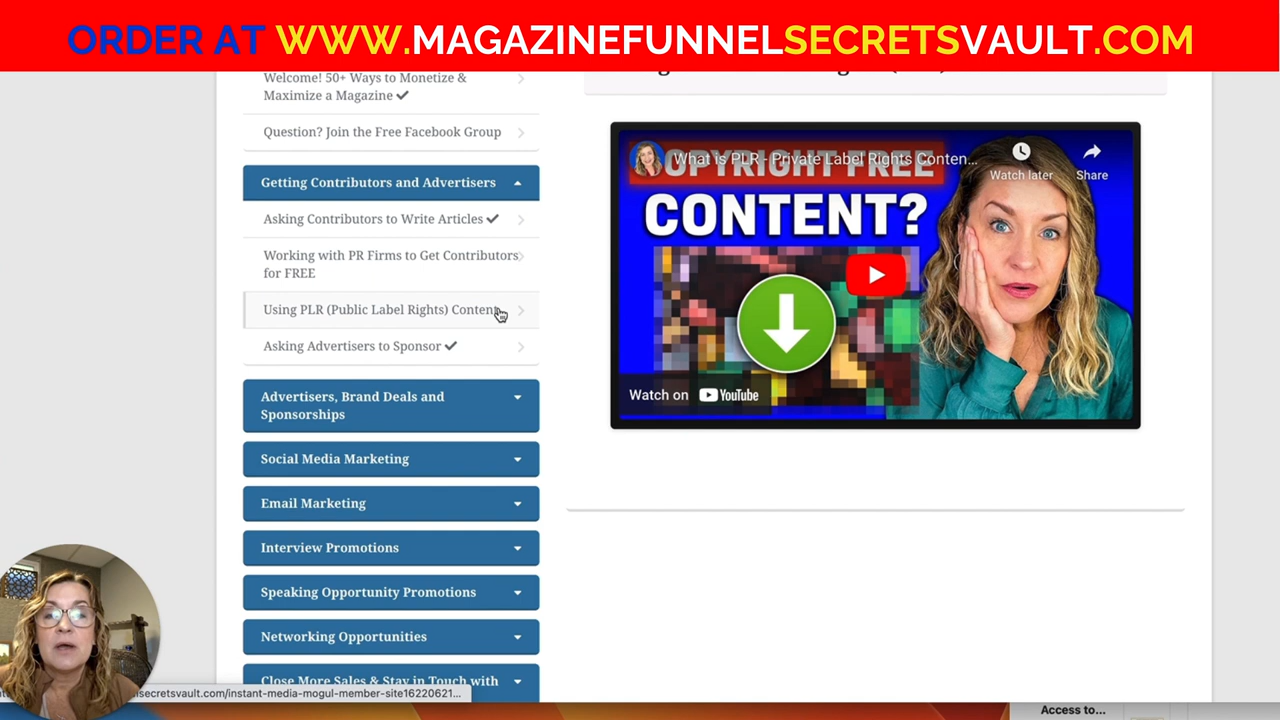 ORDER AT WWW.MAGAZINEFUNNELSECRETSVAULT.COM
Welcome! 50+ Ways to Monetize &
Maximize a Magazine
Question? Join the Free Facebook Group
Getting Contributors and Advertisers
Asking Contributors to Write Articles
Working with PR Firms to Get Contributors
for FREE
Using PLR (Public Label Rights) Content
Asking Advertisers to Sponsor
Advertisers, Brand Deals and
Sponsorships
Social Media Marketing
Email Marketing
Interview Promotions
Speaking Opportunity Promotions
Networking Opportunities
Close More Sales & Stay in Touch with
secretsvault.com/instant-media-mogul-member-site16220621...
What is PLR - Private Label Rights Conten...
Watch later
Share
COPYRIGHT FREE
CONTENT?
Watch on YouTube
Access to...